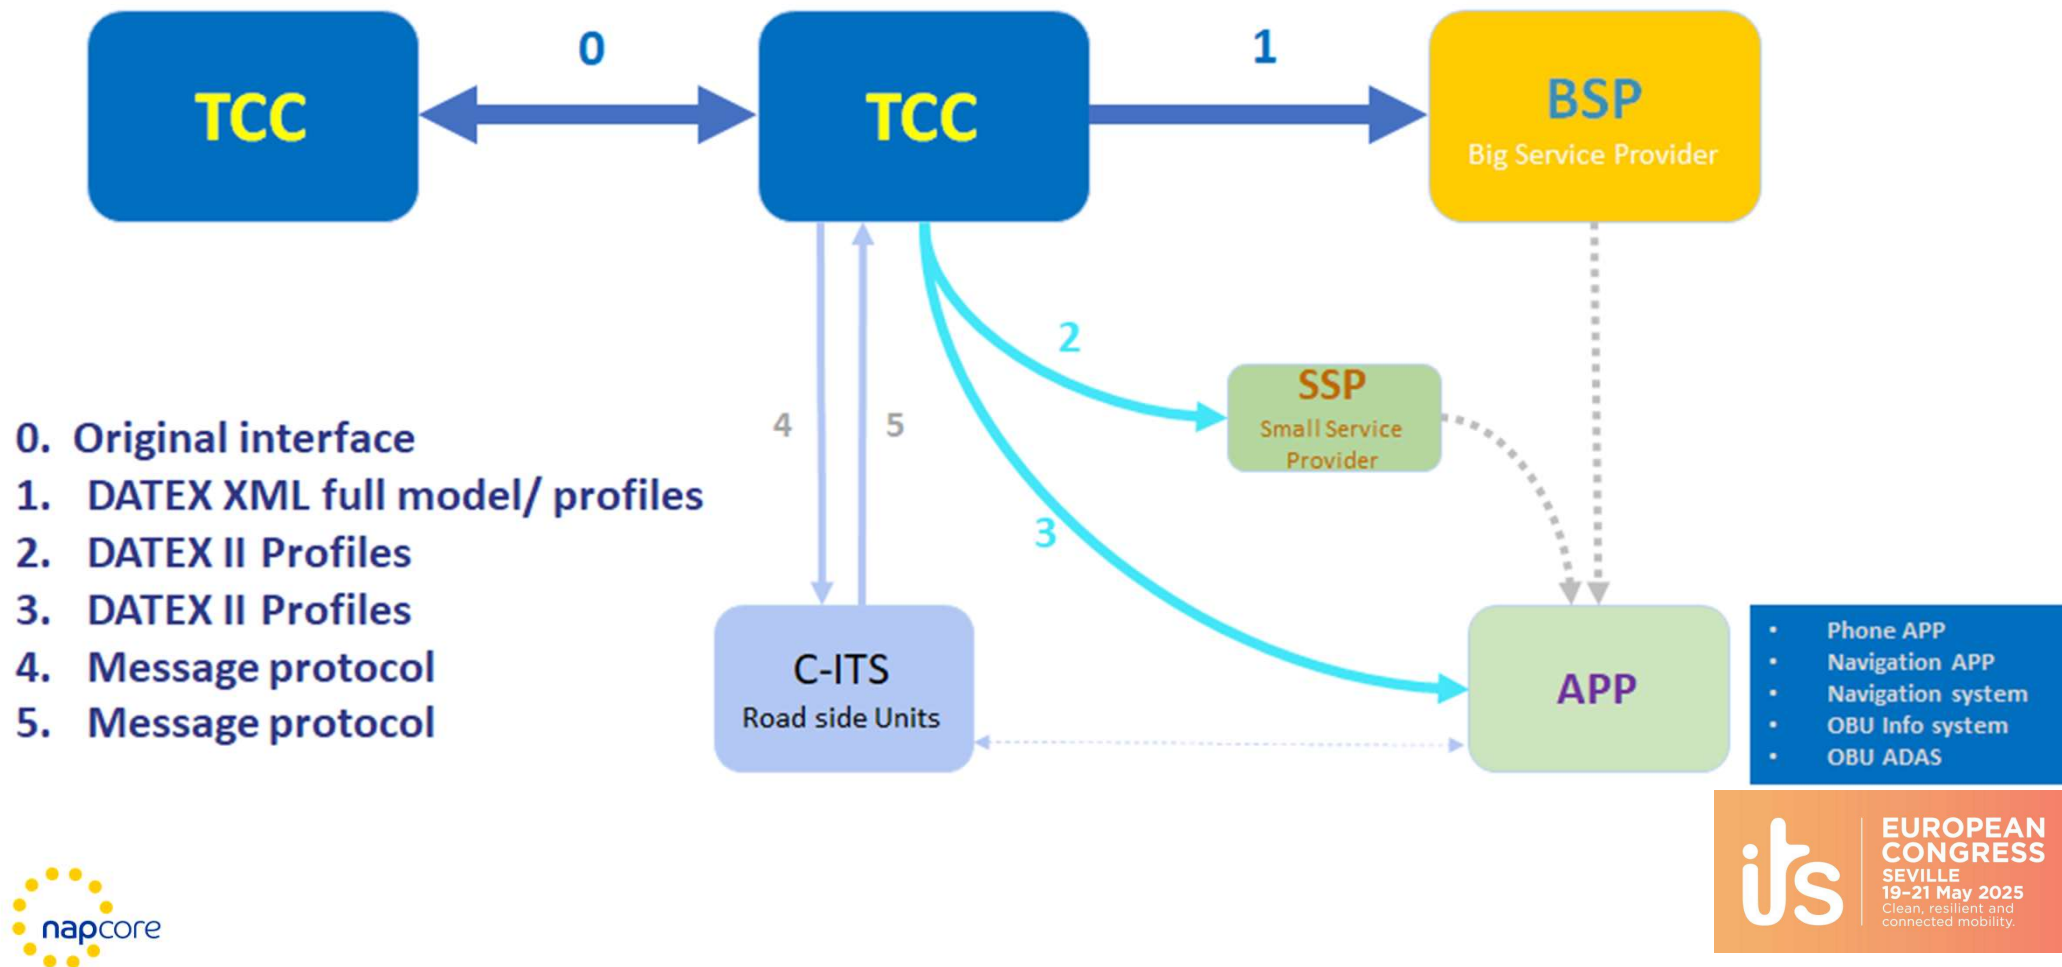 0
1
TCC
TCC
BSP
Big Service Provider
2
SSP
Small Service
Provider
4
5
3
0. Original interface
1. DATEX XML full model/ profiles
2. DATEX II Profiles
3. DATEX II Profiles
4. Message protocol
5. Message protocol
C-ITS
Road side Units
APP
• Phone APP
• Navigation APP
• Navigation system
• OBU Info system
• OBU ADAS
napcore
its
EUROPEAN
CONGRESS
SEVILLE
19-21 May 2025
Clean, resilient and
connected mobility.